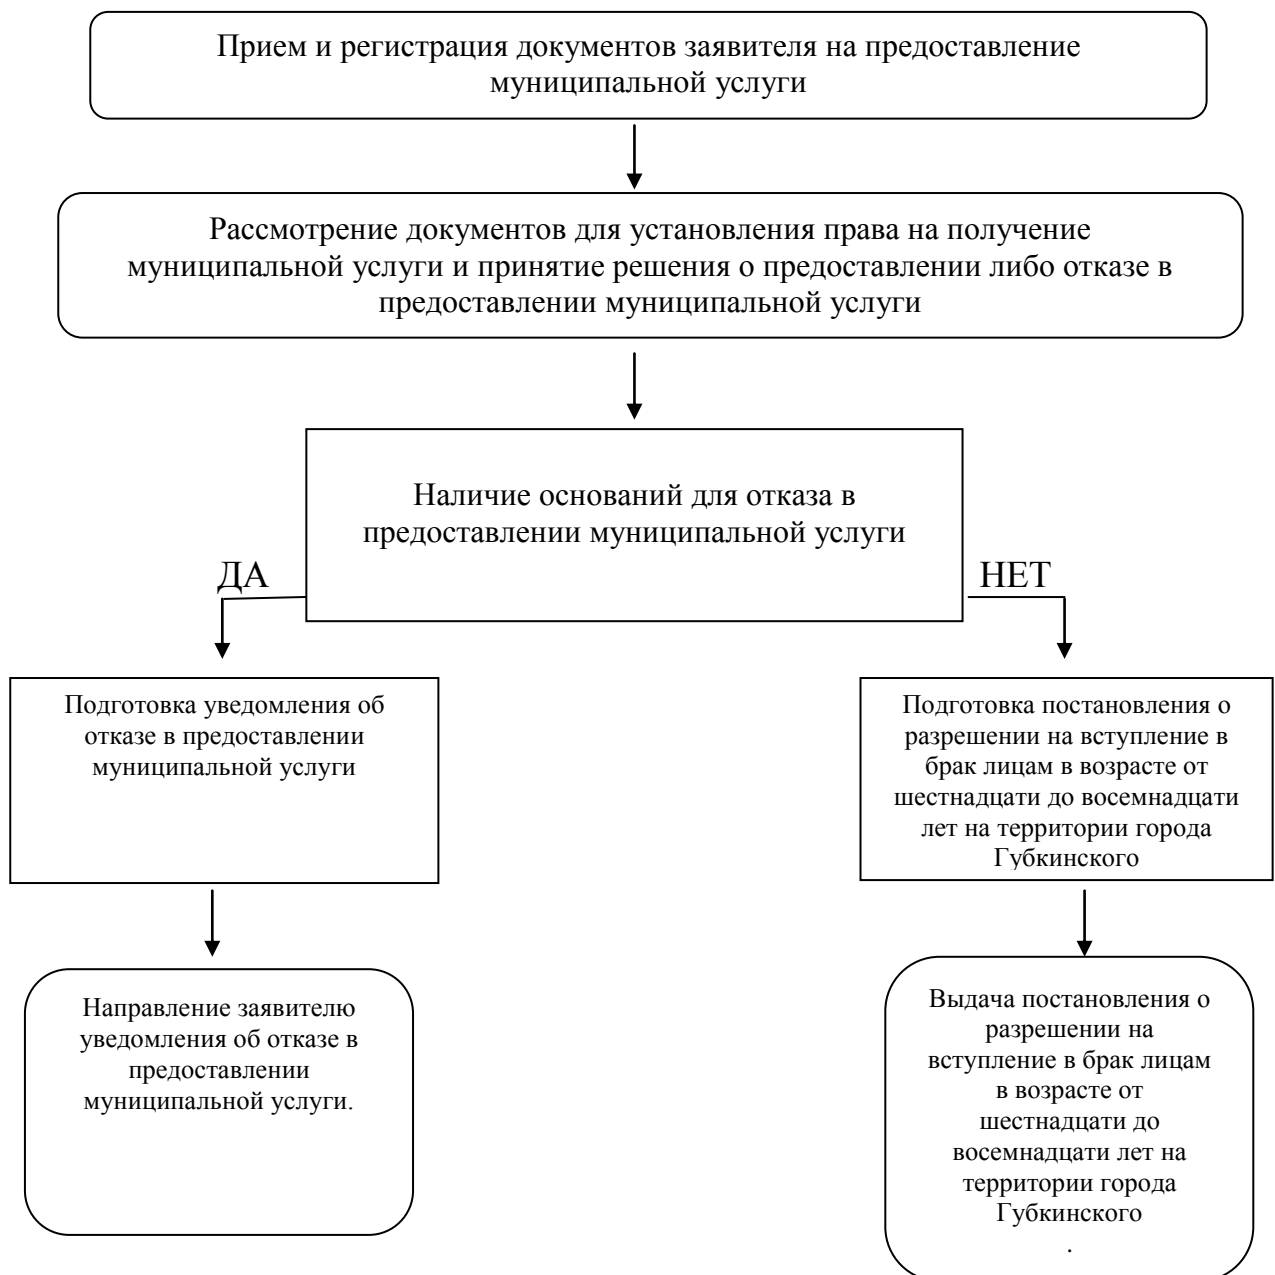 Прием и регистрация документов заявителя на предоставление
муниципальной услуги
Рассмотрение документов для установления права на получение
муниципальной услуги и принятие решения о предоставлении либо отказе в
предоставлении муниципальной услуги
Наличие оснований для отказа в
предоставлении муниципальной услуги
ДА
НЕТ
Подготовка уведомления об
отказе в предоставлении
муниципальной услуги
Подготовка постановления о
разрешении на вступление в
брак лицам в возрасте от
шестнадцати до восемнадцати
лет на территории города
Губкинского
Направление заявителю
уведомления об отказе в
предоставлении
муниципальной услуги.
Выдача постановления о
разрешении на
вступление в брак лицам
в возрасте от
шестнадцати до
восемнадцати лет на
территории города
Губкинского
.